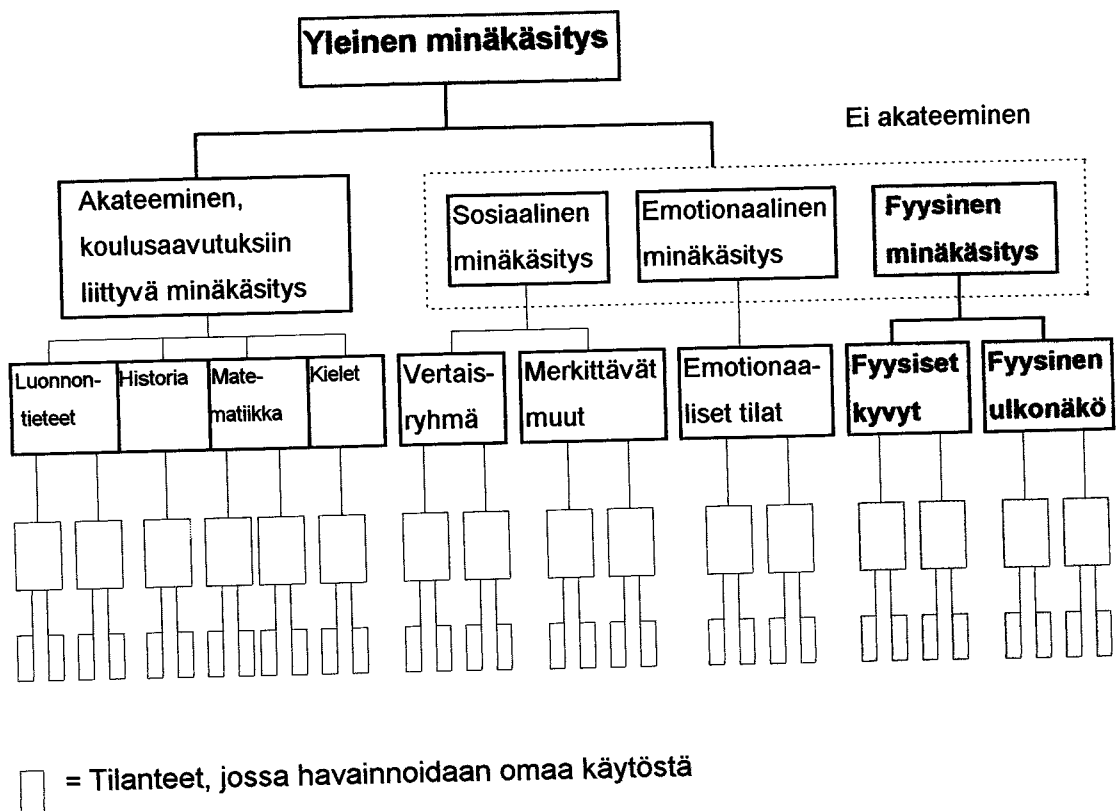 Yleinen minäkäsitys
Ei akateeminen
Akateeminen,
koulusaavutuksiin
liittyvä minäkäsitys
Sosiaalinen
minäkäsitys
Emotionaalinen
minäkäsitys
Fyysinen
minäkäsitys
Luonnon-
tieteet
Historia
Mate-
matiikka
Kielet
Vertais-
ryhmä
Merkittävät
muut
Emotionaa-
liset tilat
Fyysiset
kyvyt
Fyysinen
ulkonäkö
= Tilanteet, jossa havainnoidaan omaa käytöstä